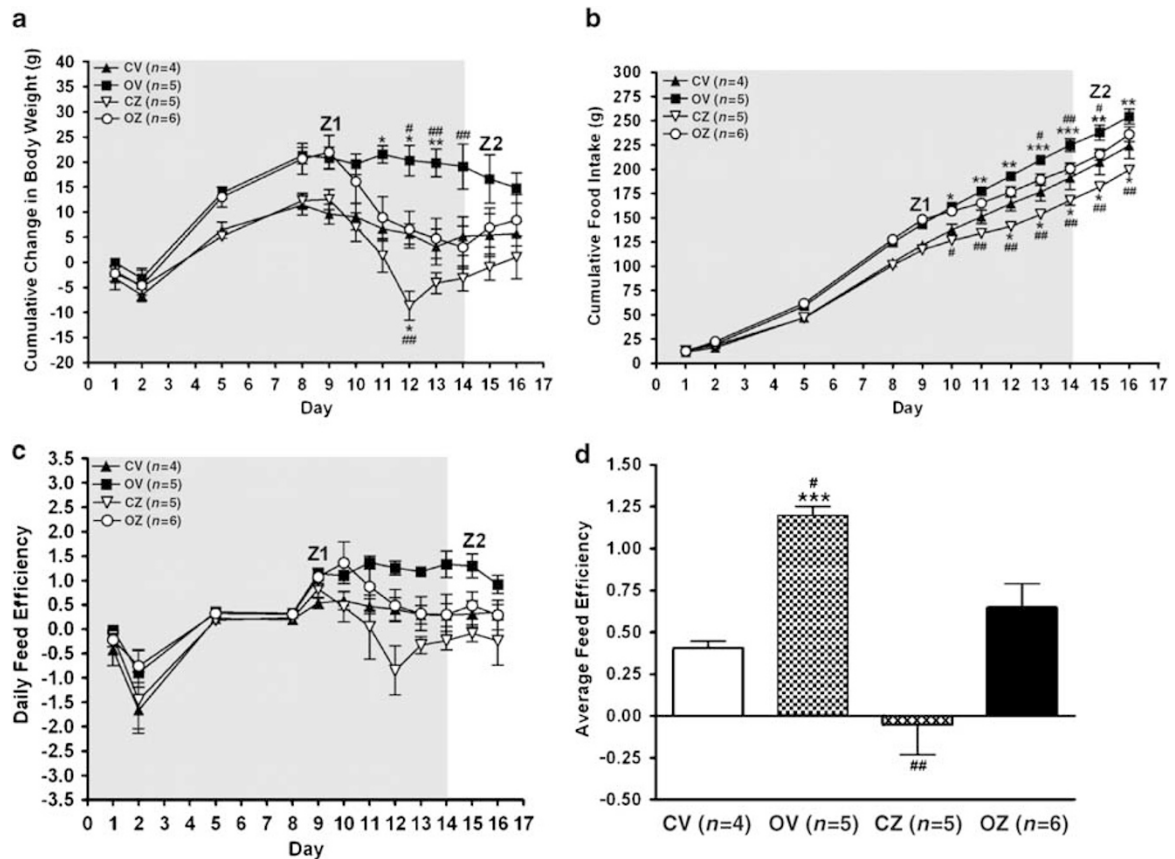 a
Cumulative Change in Body Weight (g)
40
35
30
25
20
15
10
5
0
-5
-10
-15
-20
CV (n=4)
OV (n=5)
CZ (n=5)
OZ (n=6)
Z1
*
#
*
##
**
##
Z2
*
##
0 1 2 3 4 5 6 7 8 9 10 11 12 13 14 15 16 17
Day
b
Cumulative Food Intake (g)
300
275
250
225
200
175
150
125
100
75
50
25
0
CV (n=4)
OV (n=5)
CZ (n=5)
OZ (n=6)
Z1
*
**
**
#
***
##
***
Z2
#
**
**
#
##
*
##
*
##
*
##
*
##
*
##
0 1 2 3 4 5 6 7 8 9 10 11 12 13 14 15 16 17
Day
c
Daily Feed Efficiency
3.5
3.0
2.5
2.0
1.5
1.0
0.5
0.0
-0.5
-1.0
-1.5
-2.0
-2.5
-3.0
-3.5
CV (n=4)
OV (n=5)
CZ (n=5)
OZ (n=6)
Z1
Z2
0 1 2 3 4 5 6 7 8 9 10 11 12 13 14 15 16 17
Day
d
Average Feed Efficiency
1.50
1.25
1.00
0.75
0.50
0.25
0.00
-0.25
-0.50
#
***
##
CV (n=4) OV (n=5) CZ (n=5) OZ (n=6)